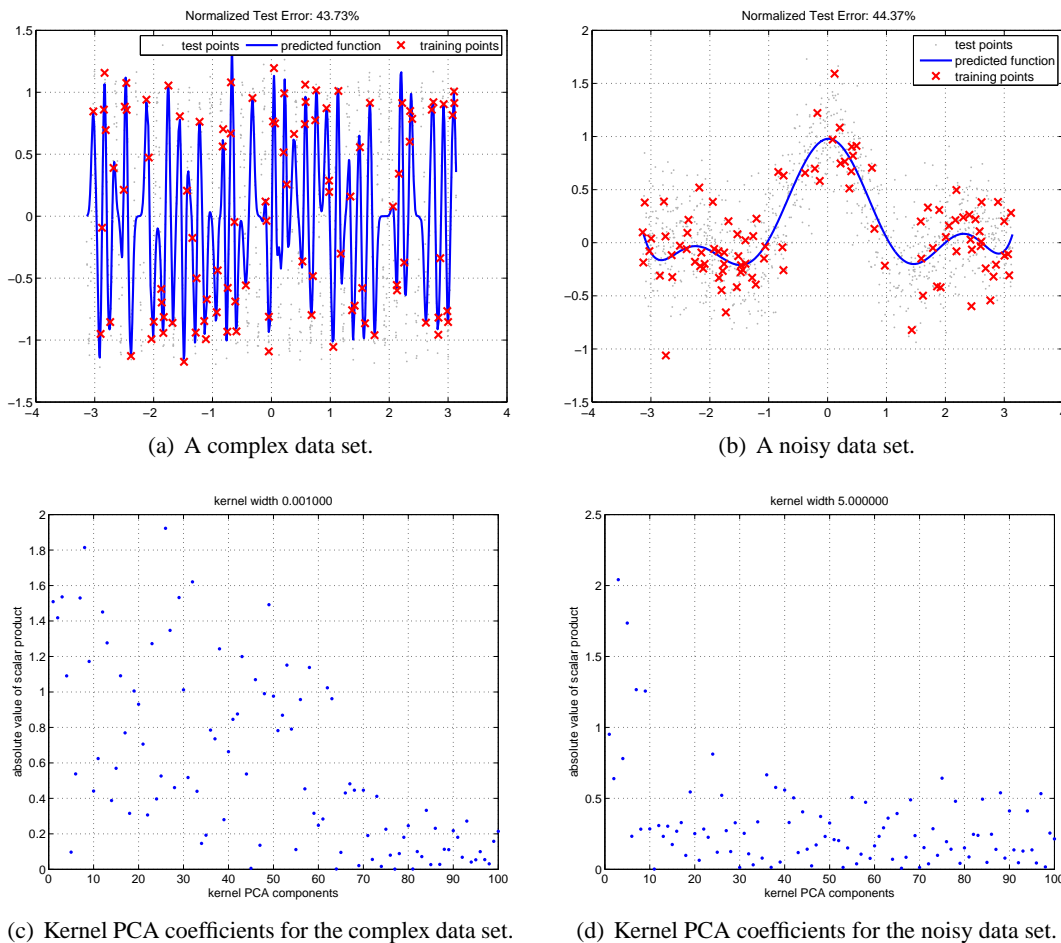 Normalized Test Error: 43.73%
test points predicted function training points
1.5
1
0.5
0
−0.5
−1
−1.5
−4 −3 −2 −1 0 1 2 3 4
(a) A complex data set.
Normalized Test Error: 44.37%
test points
predicted function
training points
2
1.5
1
0.5
0
−0.5
−1
−1.5
−4 −3 −2 −1 0 1 2 3 4
(b) A noisy data set.
kernel width 0.001000
absolute value of scalar product
2
1.8
1.6
1.4
1.2
1
0.8
0.6
0.4
0.2
0
0 10 20 30 40 50 60 70 80 90 100
kernel PCA components
(c) Kernel PCA coefficients for the complex data set.
kernel width 5.000000
absolute value of scalar product
2.5
2
1.5
1
0.5
0
0 10 20 30 40 50 60 70 80 90 100
kernel PCA components
(d) Kernel PCA coefficients for the noisy data set.